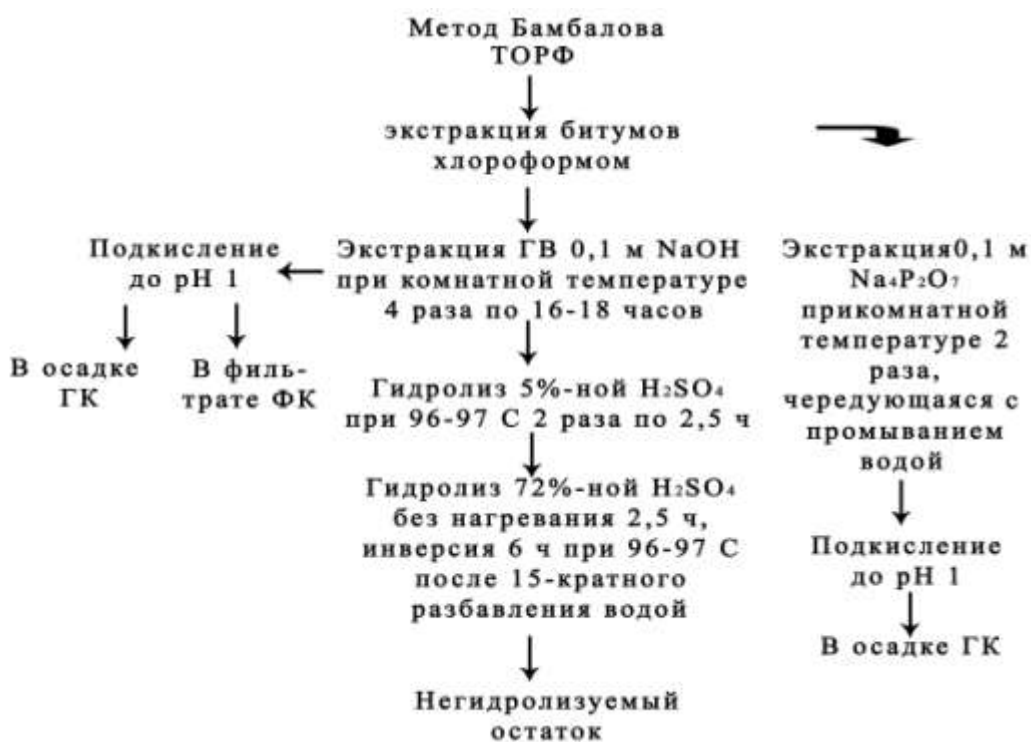 Метод Бамбалова
ТОРФ
экстракция битумов
хлороформом
Подкисление
до рН 1
Экстракция ГВ 0,1 м NaOH
при комнатной температуре
4 раза по 16-18 часов
Экстракция0,1 м
Na₄P₂O₇
прикомнатной
температуре 2
раза,
чередующаяся с
промыванием
водой
В осадке
ГК
В филь-
трате ФК
Гидролиз 5%-ной H₂SO₄
при 96-97 С 2 раза по 2,5 ч
Гидролиз 72%-ной H₂SO₄
без нагревания 2,5 ч,
инверсия 6 ч при 96-97 С
после 15-кратного
разбавления водой
Подкисление
до рН 1
В осадке ГК
Негидролизуемый
остаток